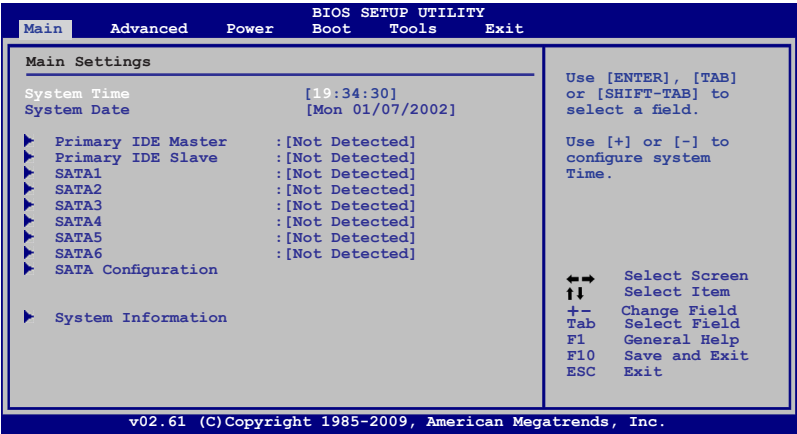 BIOS SETUP UTILITY
Main Advanced Power Boot Tools Exit
Main Settings
System Time [19:34:30]
System Date [Mon 01/07/2002]
Primary IDE Master :[Not Detected]
Primary IDE Slave :[Not Detected]
SATA1 :[Not Detected]
SATA2 :[Not Detected]
SATA3 :[Not Detected]
SATA4 :[Not Detected]
SATA5 :[Not Detected]
SATA6 :[Not Detected]
SATA Configuration
System Information
Use [ENTER], [TAB]
or [SHIFT-TAB] to
select a field.
Use [+] or [-] to
configure system
Time.
←→ Select Screen
↑↓ Select Item
+- Change Field
Tab Select Field
F1 General Help
F10 Save and Exit
ESC Exit
v02.61 (C)Copyright 1985-2009, American Megatrends, Inc.